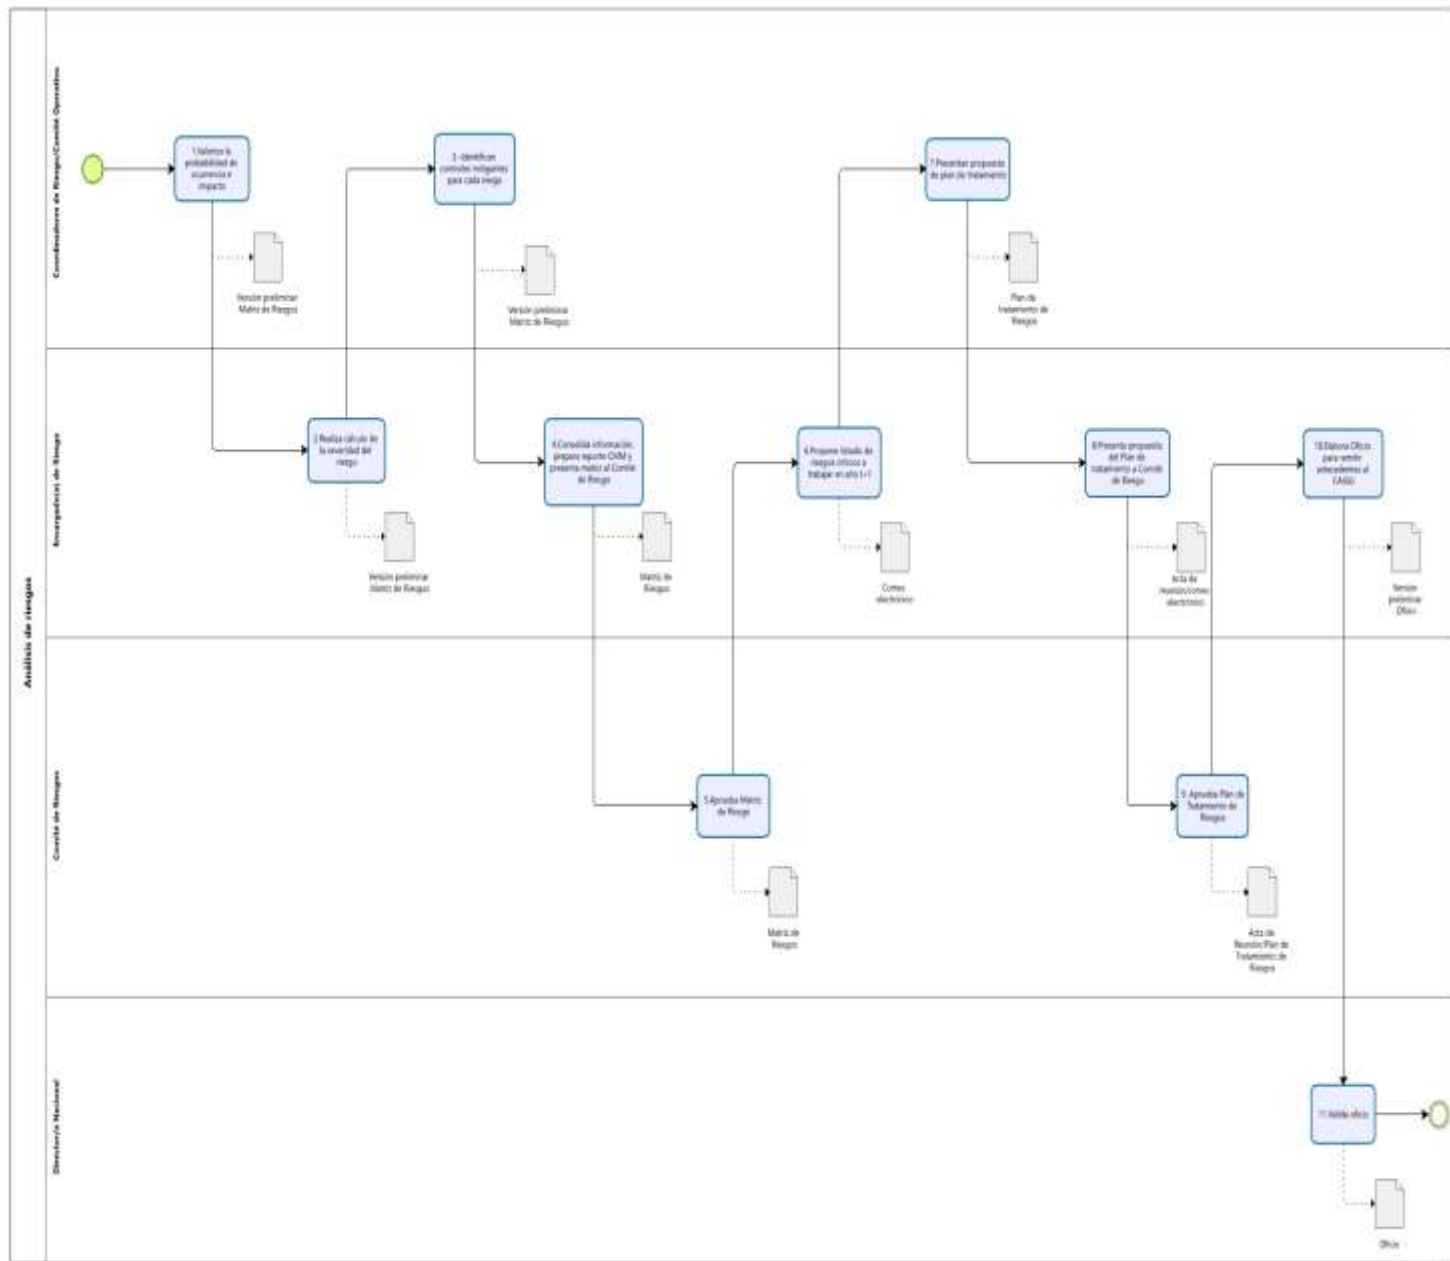 Análisis de riesgos
Coordinadores de Riesgo/Comité Operativo
1.Valoriza la
probabilidad de
ocurrencia e
impacto
Versión preliminar
Matriz de Riesgos
3. Identifican
controles mitigantes
para cada riesgo
Versión preliminar
Matriz de Riesgos
7.Presentan propuesta
de plan de tratamiento
Plan de
tratamiento de
Riesgos
Encargado(a) de Riesgo
2.Realiza cálculo de
la severidad del
riesgo
Versión preliminar
Matriz de Riesgos
4.Consolida información,
prepara reporte y
presenta matriz al Comité
de Riesgo
Matriz de
Riesgos
6.Propone listado de
riesgos críticos a
trabajar en año t+1
Correo
electrónico
8.Presenta propuesta
del Plan de
tratamiento a Comité
de Riesgo
Acta de
reunión/correo
electrónico
10.Elabora Oficio
para remitir
antecedentes al
CAIGG
Versión
preliminar
Oficio
Comité de Riesgos
5.Aprueba Matriz
de Riesgo
Matriz de
Riesgos
9. Aprueba Plan de
Tratamiento de
Riesgos
Acta de
Reunión/Plan de
Tratamiento de
Riesgos
Director/a Nacional
11.Valida oficio
Oficio